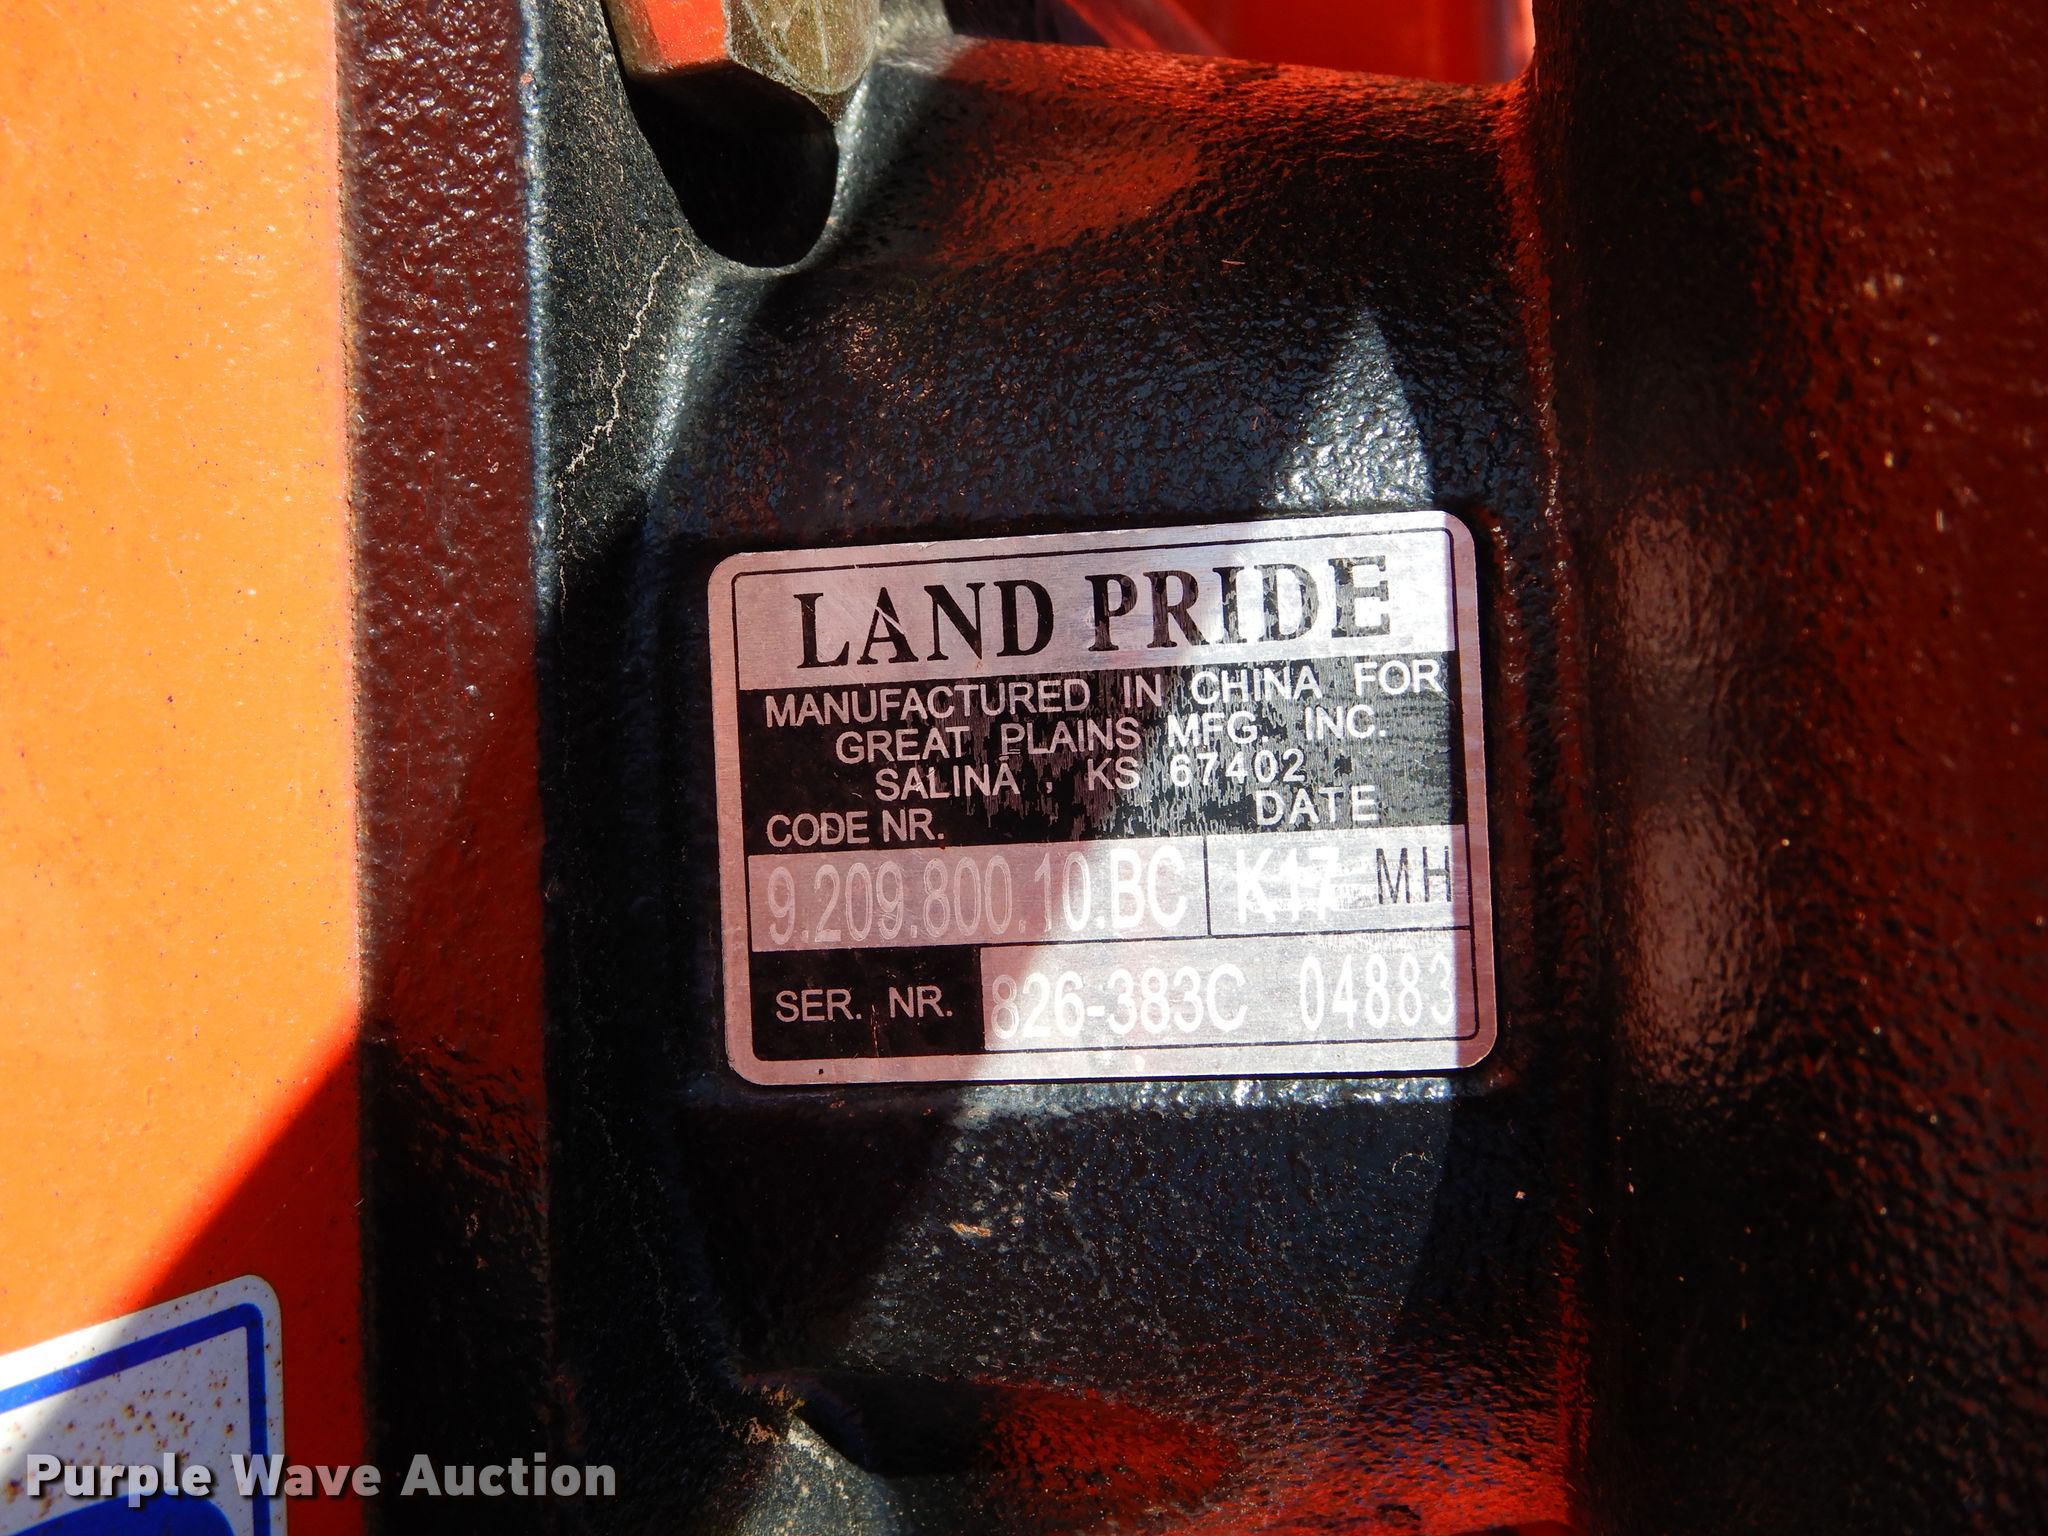 LAND PRIDE
MANUFACTURED IN CHINA FOR
GREAT PLAINS MFG. INC.
SALINA, KS 67402
CODE NR. DATE
9.209.800.10.BC K17 MH
SER. NR. 826-383C 04883
Purple Wave Auction